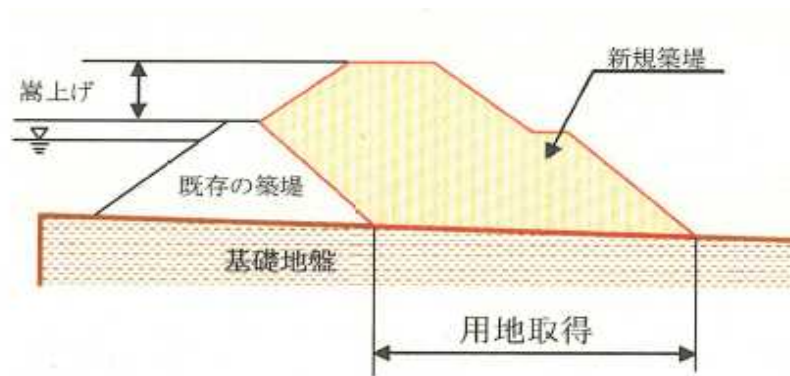 新規築堤
嵩上げ
既存の築堤
基礎地盤
用地取得